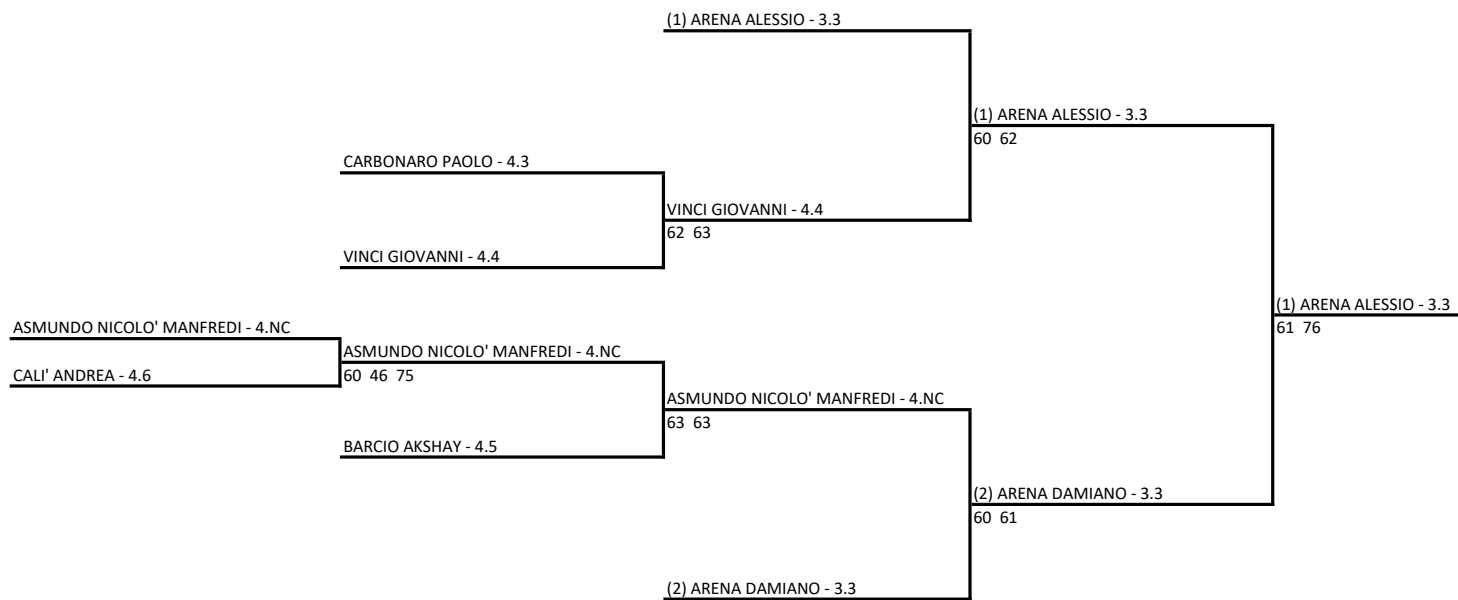 (1) ARENA ALESSIO - 3.3
(1) ARENA ALESSIO - 3.3
60 62
CARBONARO PAOLO - 4.3
VINCI GIOVANNI - 4.4
62 63
VINCI GIOVANNI - 4.4
(1) ARENA ALESSIO - 3.3
61 76
ASMUNDO NICOLO' MANFREDI - 4.NC
ASMUNDO NICOLO' MANFREDI - 4.NC
60 46 75
CALI' ANDREA - 4.6
ASMUNDO NICOLO' MANFREDI - 4.NC
63 63
BARCIO AKSHAY - 4.5
(2) ARENA DAMIANO - 3.3
60 61
(2) ARENA DAMIANO - 3.3